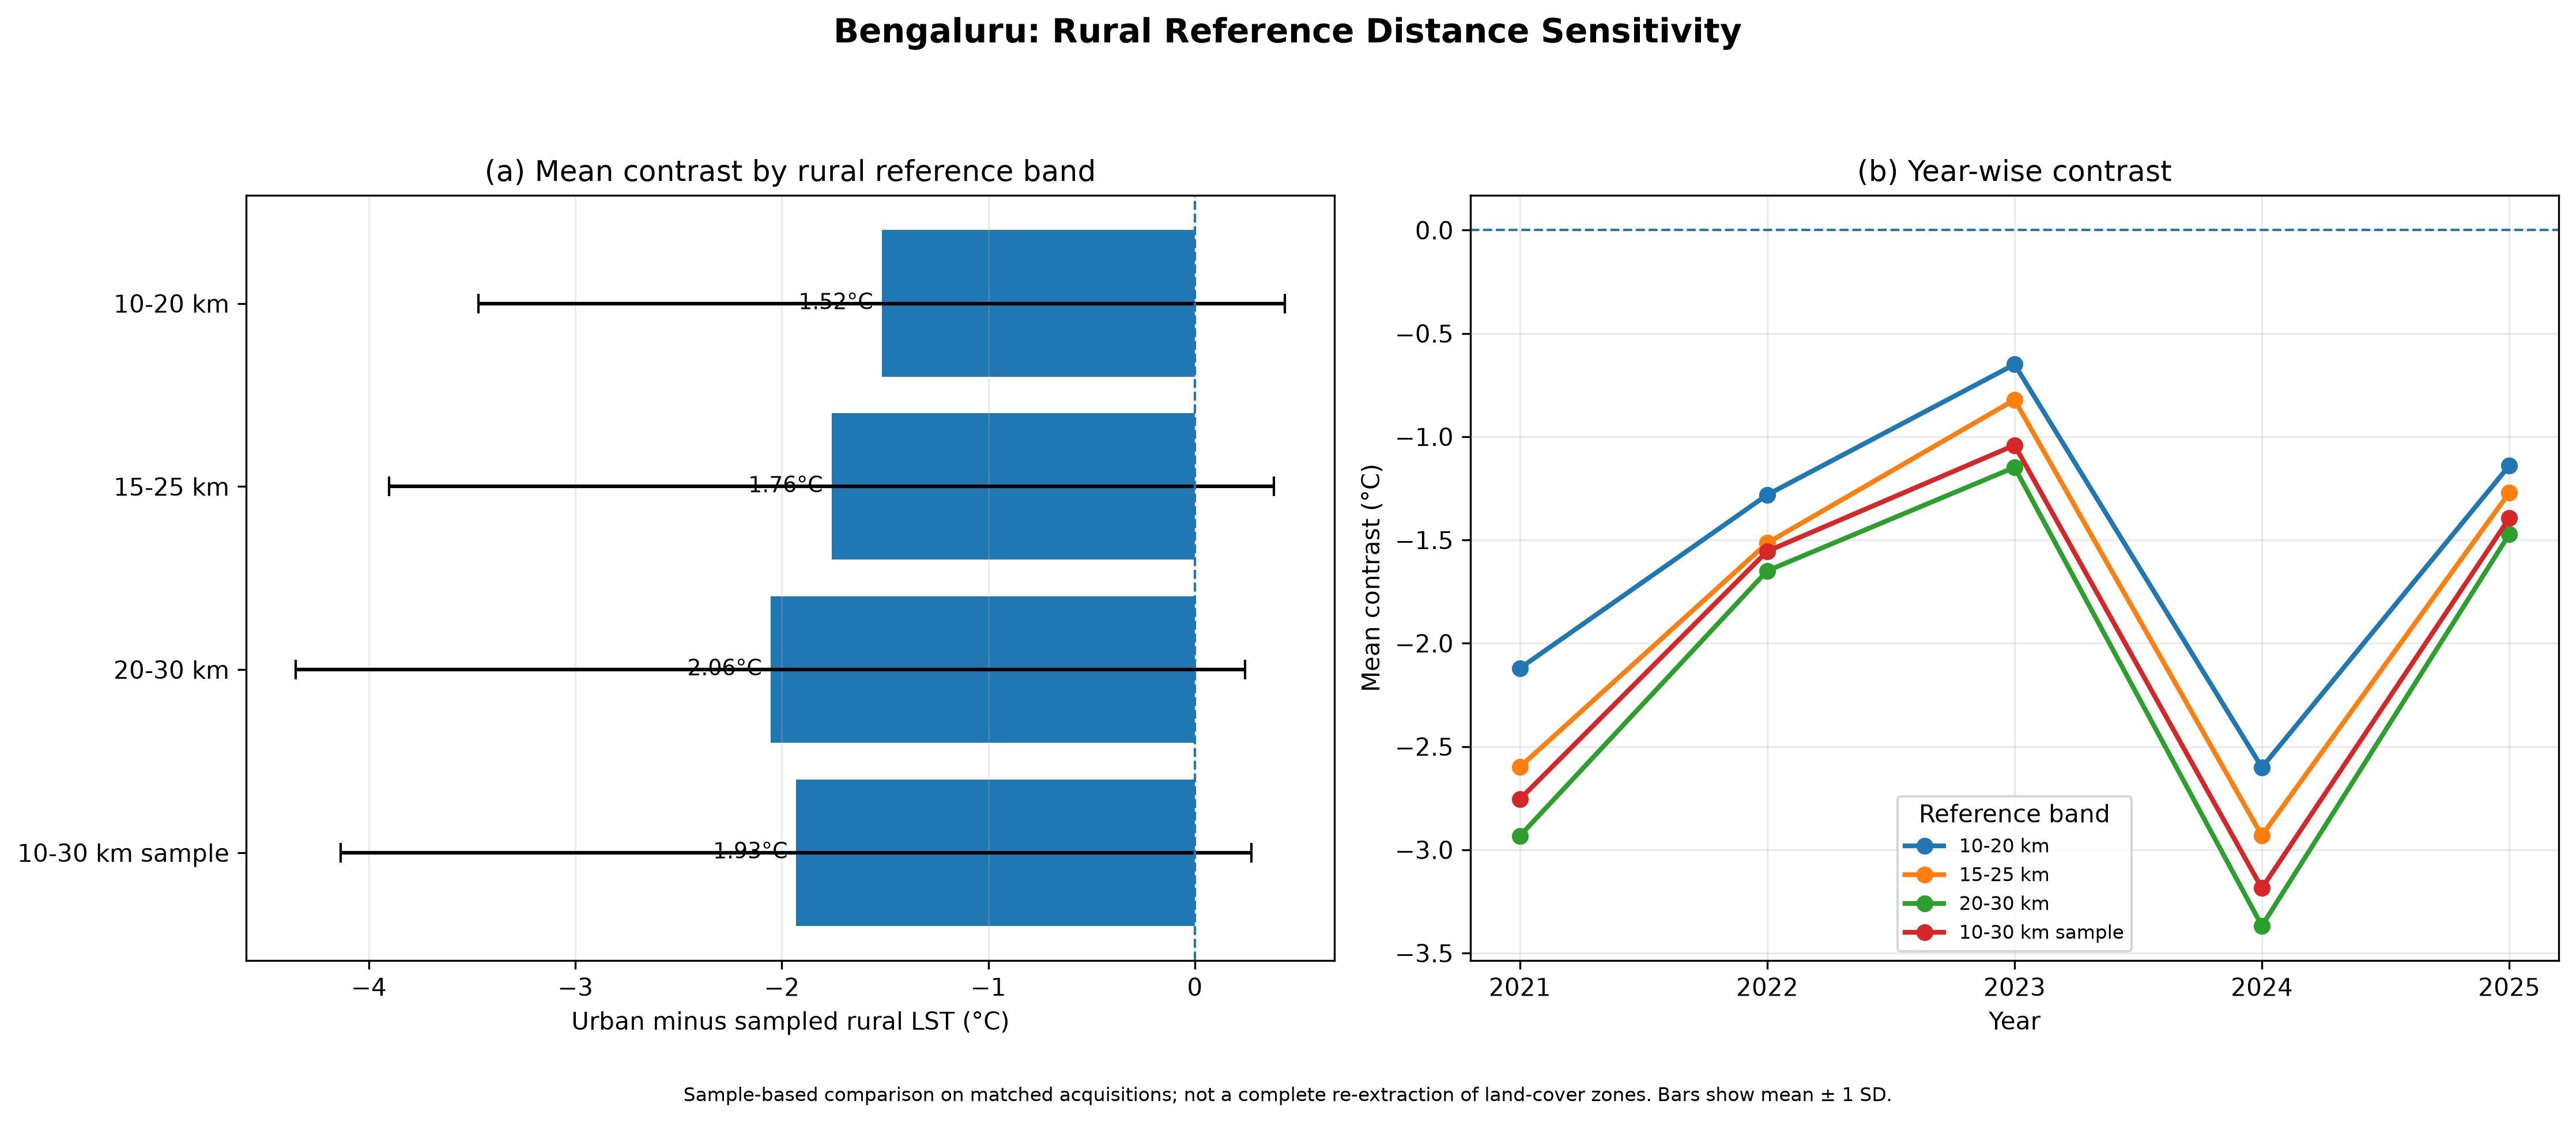 Bengaluru: Rural Reference Distance Sensitivity
(a) Mean contrast by rural reference band
10-20 km
15-25 km
20-30 km
10-30 km sample
1.52°C
1.76°C
2.06°C
1.93°C
−4
−3
−2
−1
0
Urban minus sampled rural LST (°C)
(b) Year-wise contrast
Mean contrast (°C)
0.0
−0.5
−1.0
−1.5
−2.0
−2.5
−3.0
−3.5
Reference band
10-20 km
15-25 km
20-30 km
10-30 km sample
2021
2022
2023
2024
2025
Year
Sample-based comparison on matched acquisitions; not a complete re-extraction of land-cover zones. Bars show mean ± 1 SD.